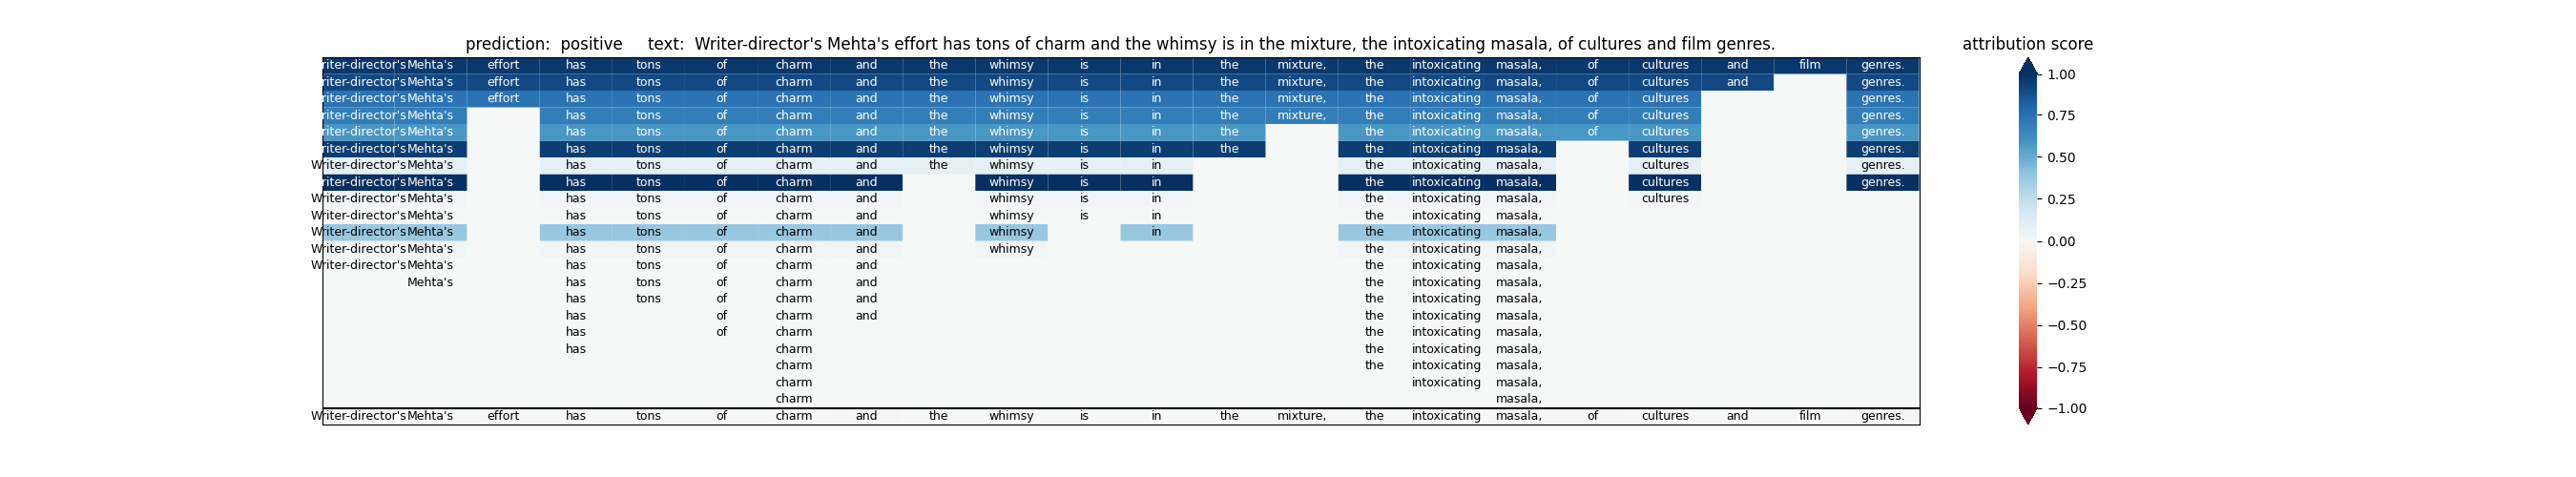 prediction: positive text: Writer-director's Mehta's effort has tons of charm and the whimsy is in the mixture, the intoxicating masala, of cultures and film genres.
attribution score
riter-director's Mehta's effort has tons of charm and the whimsy is in the mixture, the intoxicating masala, of cultures and film genres.
riter-director's Mehta's effort has tons of charm and the whimsy is in the mixture, the intoxicating masala, of cultures and genres.
riter-director's Mehta's effort has tons of charm and the whimsy is in the mixture, the intoxicating masala, of cultures genres.
riter-director's Mehta's has tons of charm and the whimsy is in the mixture, the intoxicating masala, of cultures genres.
riter-director's Mehta's has tons of charm and the whimsy is in the the intoxicating masala, of cultures genres.
riter-director's Mehta's has tons of charm and the whimsy is in the the intoxicating masala, cultures genres.
Writer-director's Mehta's has tons of charm and the whimsy is in the intoxicating masala, cultures genres.
riter-director's Mehta's has tons of charm and whimsy is in the intoxicating masala, cultures genres.
Writer-director's Mehta's has tons of charm and whimsy is in the intoxicating masala, cultures
Writer-director's Mehta's has tons of charm and whimsy is in the intoxicating masala,
Writer-director's Mehta's has tons of charm and whimsy in the intoxicating masala,
Writer-director's Mehta's has tons of charm and whimsy the intoxicating masala,
Writer-director's Mehta's has tons of charm and the intoxicating masala,
Mehta's has tons of charm and the intoxicating masala,
has tons of charm and the intoxicating masala,
has of charm and the intoxicating masala,
has of charm the intoxicating masala,
has charm the intoxicating masala,
charm the intoxicating masala,
charm intoxicating masala,
charm masala,
Writer-director's Mehta's effort has tons of charm and the whimsy is in the mixture, the intoxicating masala, of cultures and film genres.
1.00
0.75
0.50
0.25
0.00
−0.25
−0.50
−0.75
−1.00